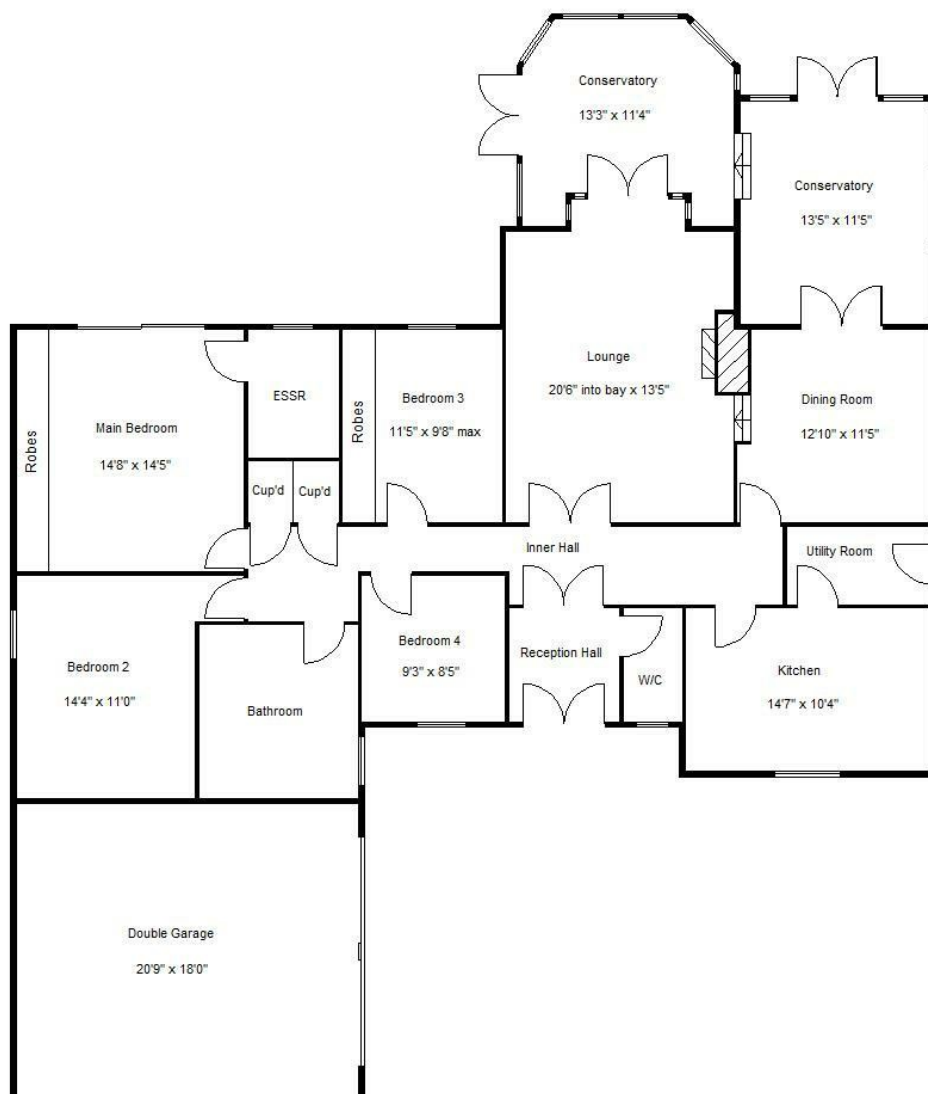 Conservatory
13'3" x 11'4"
Conservatory
13'5" x 11'5"
Lounge
20'6" into bay x 13'5"
ESSR
Bedroom 3
11'5" x 9'8" max
Robes
Main Bedroom
14'8" x 14'5"
Robes
Dining Room
12'10" x 11'5"
Cup'd
Cup'd
Inner Hall
Utility Room
Bedroom 4
9'3" x 8'5"
Reception Hall
W/C
Bedroom 2
14'4" x 11'0"
Kitchen
14'7" x 10'4"
Bathroom
Double Garage
20'9" x 18'0"